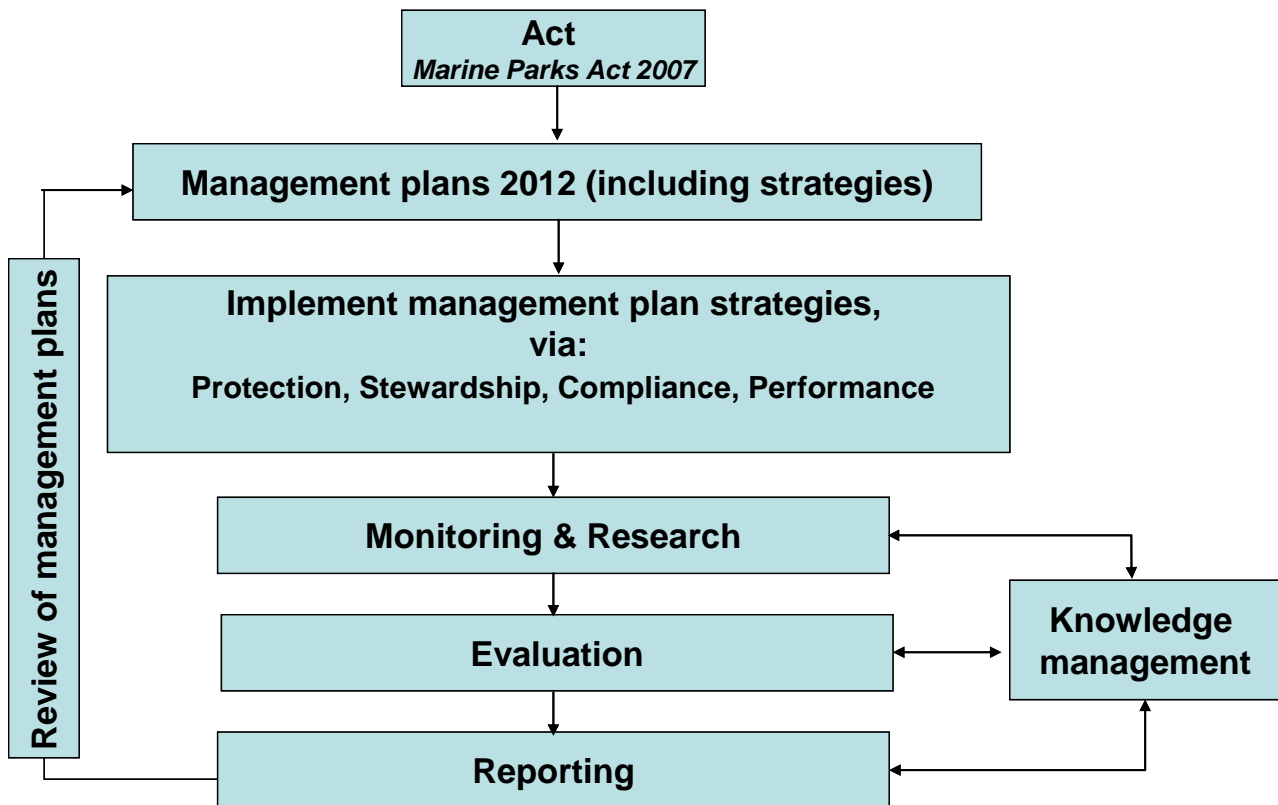 Act
Marine Parks Act 2007
Management plans 2012 (including strategies)
Review of management plans
Implement management plan strategies,
via:
Protection, Stewardship, Compliance, Performance
Monitoring & Research
Knowledge
management
Evaluation
Reporting